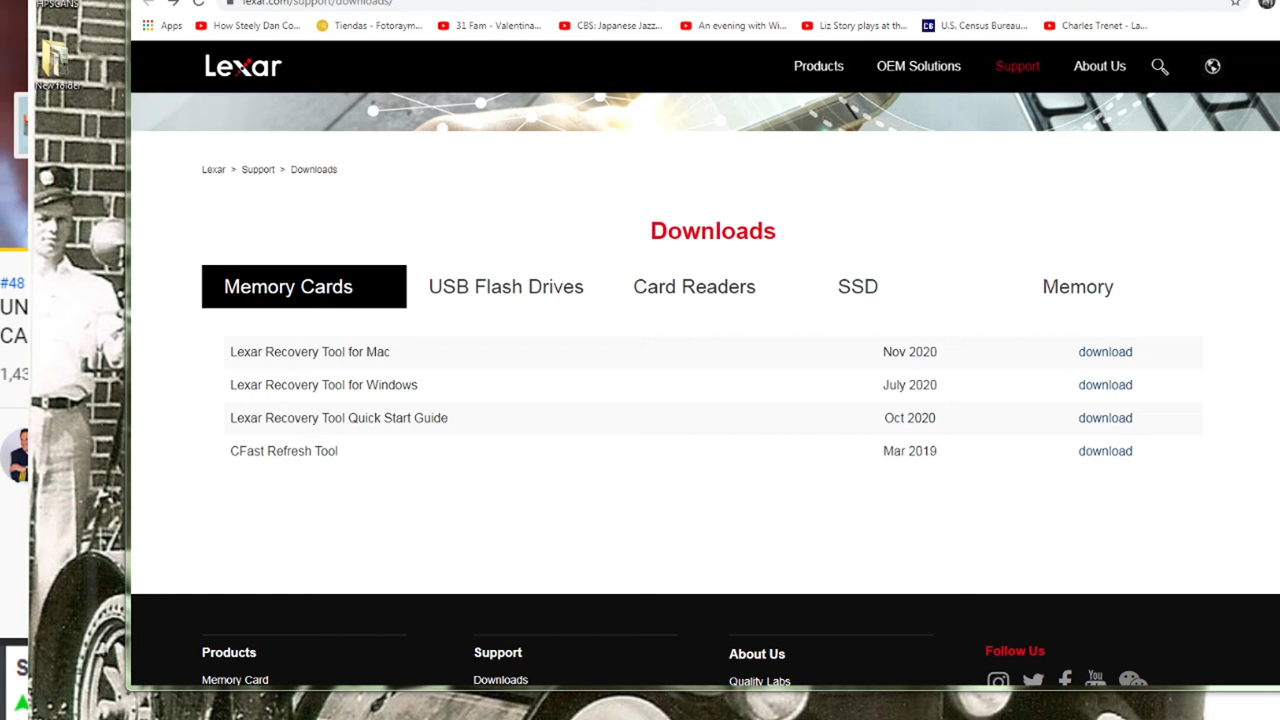 HPSCANS
New folder
lexar.com/support/downloads/
Apps How Steely Dan Co... Tiendas - Fotoraym... 31 Fam - Valentina... CBS: Japanese Jazz... An evening with Wi... Liz Story plays at th... U.S. Census Bureau... Charles Trenet - La...
Lexar Products OEM Solutions Support About Us
Lexar > Support > Downloads
Downloads
Memory Cards USB Flash Drives Card Readers SSD Memory
Lexar Recovery Tool for Mac Nov 2020 download
Lexar Recovery Tool for Windows July 2020 download
Lexar Recovery Tool Quick Start Guide Oct 2020 download
CFast Refresh Tool Mar 2019 download
#48
UN
CA
1,43
Products Support About Us Follow Us
Memory Card Downloads Quality Labs
S